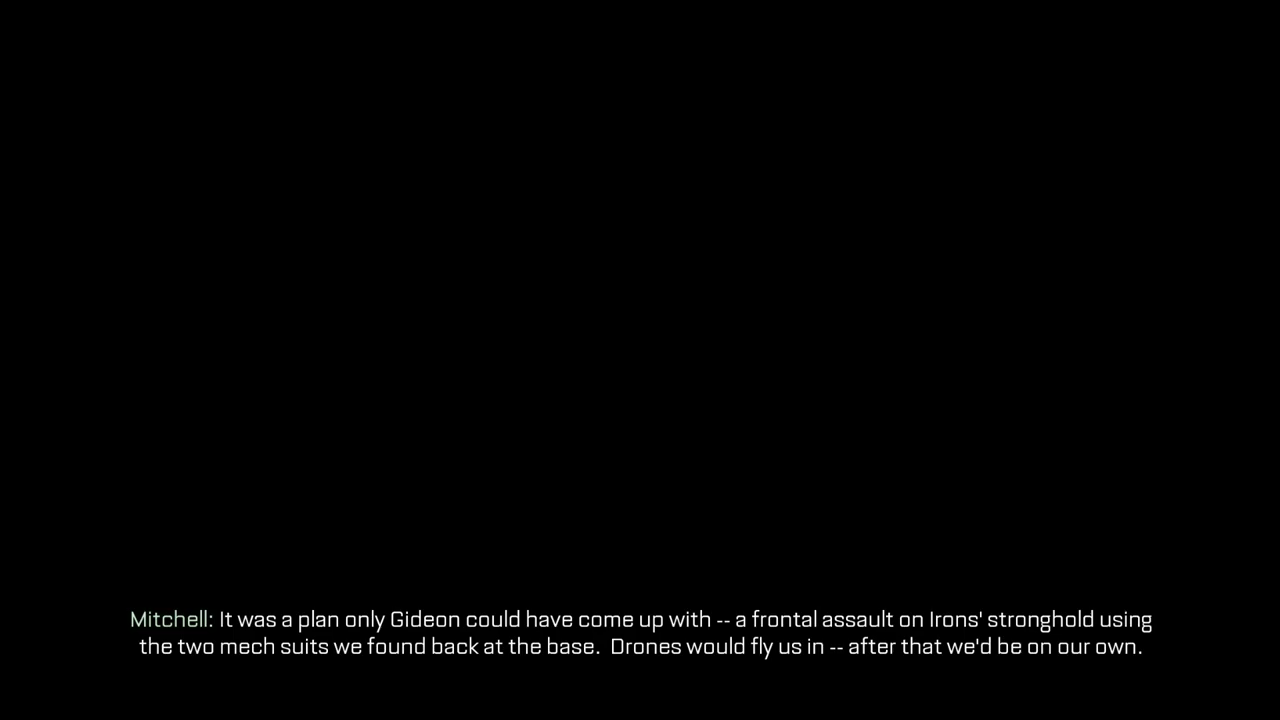 Mitchell: It was a plan only Gideon could have come up with -- a frontal assault on Irons' stronghold using
the two mech suits we found back at the base.  Drones would fly us in -- after that we'd be on our own.